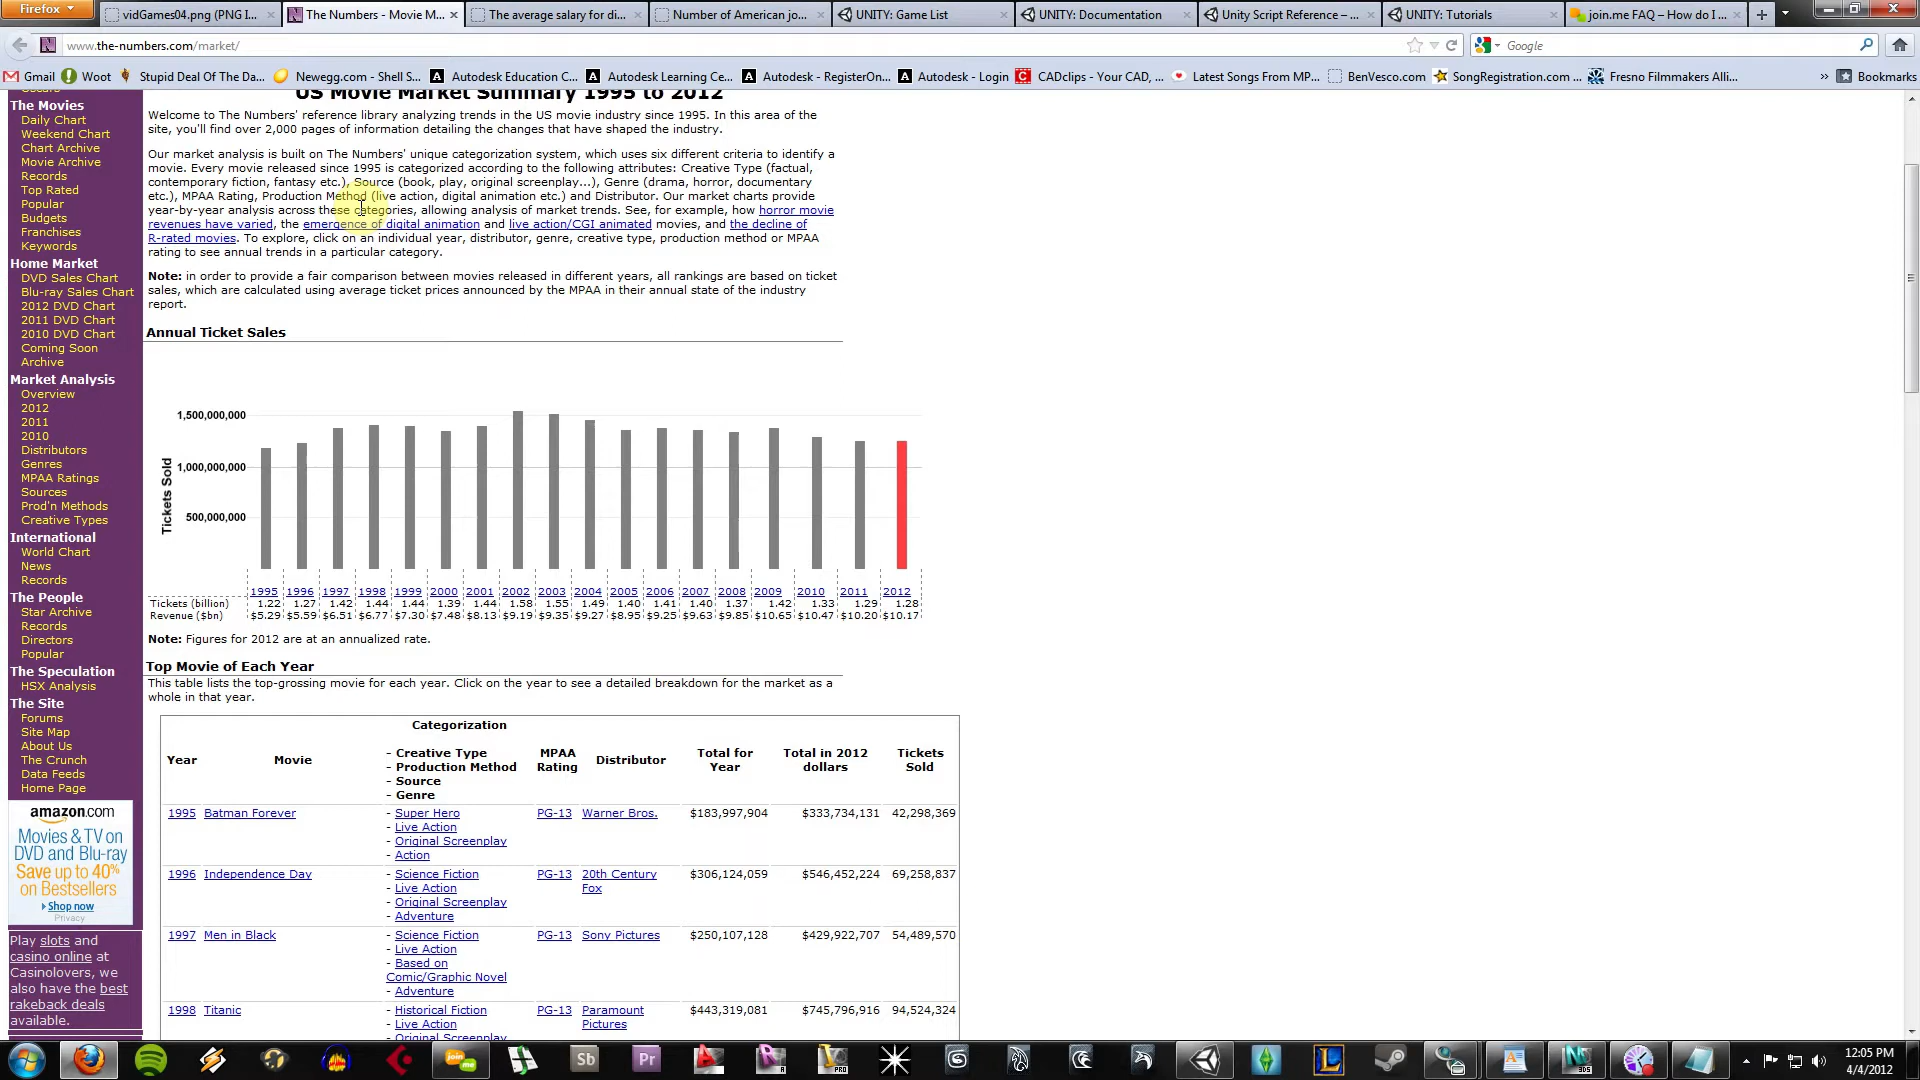 Firefox
vidGames04.png (PNG I...
The Numbers - Movie M...
The average salary for di...
Number of American jo...
UNITY: Game List
UNITY: Documentation
Unity Script Reference – ...
UNITY: Tutorials
join.me FAQ – How do I ...
www.the-numbers.com/market/
Google
Gmail
Woot
Stupid Deal Of The Da...
Newegg.com - Shell S...
Autodesk Education C...
Autodesk Learning Ce...
Autodesk - RegisterOn...
Autodesk - Login
CADclips - Your CAD, ...
Latest Songs From MP...
BenVesco.com
SongRegistration.com ...
Fresno Filmmakers Alli...
Bookmarks
The Movies
Daily Chart
Weekend Chart
Chart Archive
Movie Archive
Records
Top Rated
Popular
Budgets
Franchises
Keywords
Home Market
DVD Sales Chart
Blu-ray Sales Chart
2012 DVD Chart
2011 DVD Chart
2010 DVD Chart
Coming Soon
Archive
Market Analysis
Overview
2012
2011
2010
Distributors
Genres
MPAA Ratings
Sources
Prod'n Methods
Creative Types
International
World Chart
News
Records
The People
Star Archive
Records
Directors
Popular
The Speculation
HSX Analysis
The Site
Forums
Site Map
About Us
The Crunch
Data Feeds
Home Page
amazon.com
Movies & TV on
DVD and Blu-ray
Save up to 40%
on Bestsellers
Shop now
Privacy
Play slots and
casino online at
Casinolovers, we
also have the best
rakeback deals
available.
US Movie Market Summary 1995 to 2012
Welcome to The Numbers' reference library analyzing trends in the US movie industry since 1995. In this area of the
site, you'll find over 2,000 pages of information detailing the changes that have shaped the industry.
Our market analysis is built on The Numbers' unique categorization system, which uses six different criteria to identify a
movie. Every movie released since 1995 is categorized according to the following attributes: Creative Type (factual,
contemporary fiction, fantasy etc.), Source (book, play, original screenplay...), Genre (drama, horror, documentary
etc.), MPAA Rating, Production Method (live action, digital animation etc.) and Distributor. Our market charts provide
year-by-year analysis across these categories, allowing analysis of market trends. See, for example, how horror movie
revenues have varied, the emergence of digital animation and live action/CGI animated movies, and the decline of
R-rated movies. To explore, click on an individual year, distributor, genre, creative type, production method or MPAA
rating to see annual trends in a particular category.
Note: in order to provide a fair comparison between movies released in different years, all rankings are based on ticket
sales, which are calculated using average ticket prices announced by the MPAA in their annual state of the industry
report.
Annual Ticket Sales
Tickets Sold
1,500,000,000
1,000,000,000
500,000,000
1995 1996 1997 1998 1999 2000 2001 2002 2003 2004 2005 2006 2007 2008 2009 2010 2011 2012
Tickets (billion) 1.22 1.27 1.42 1.44 1.44 1.39 1.44 1.58 1.55 1.49 1.40 1.41 1.40 1.37 1.42 1.33 1.29 1.28
Revenue ($bn) $5.29 $5.59 $6.51 $6.77 $7.30 $7.48 $8.13 $9.19 $9.35 $9.27 $8.95 $9.25 $9.63 $9.85 $10.65 $10.47 $10.20 $10.17
Note: Figures for 2012 are at an annualized rate.
Top Movie of Each Year
This table lists the top-grossing movie for each year. Click on the year to see a detailed breakdown for the market as a
whole in that year.
Categorization
Year
Movie
- Creative Type
- Production Method
- Source
- Genre
MPAA
Rating
Distributor
Total for
Year
Total in 2012
dollars
Tickets
Sold
1995 Batman Forever - Super Hero PG-13 Warner Bros. $183,997,904 $333,734,131 42,298,369
- Live Action
- Original Screenplay
- Action
1996 Independence Day - Science Fiction PG-13 20th Century $306,124,059 $546,452,224 69,258,837
- Live Action Fox
- Original Screenplay
- Adventure
1997 Men in Black - Science Fiction PG-13 Sony Pictures $250,107,128 $429,922,707 54,489,570
- Live Action
- Based on
Comic/Graphic Novel
- Adventure
1998 Titanic - Historical Fiction PG-13 Paramount $443,319,081 $745,796,916 94,524,324
- Live Action Pictures
- Original Screenplay
Sb
Pr
PRO
3DS
12:05 PM
4/4/2012